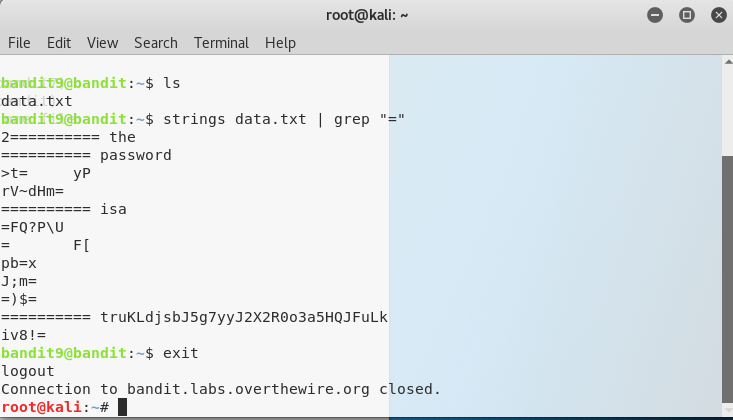 root@kali: ~
File Edit View Search Terminal Help
bandit9@bandit:~$ ls
data.txt
bandit9@bandit:~$ strings data.txt | grep "="
2========== the
========== password
>t=     yP
rV~dHm=
========== isa
=FQ?P\U
=       F[
pb=x
J;m=
=)$=
========== truKLdjsbJ5g7yyJ2X2R0o3a5HQJFuLk
iv8!=
bandit9@bandit:~$ exit
logout
Connection to bandit.labs.overthewire.org closed.
root@kali:~#